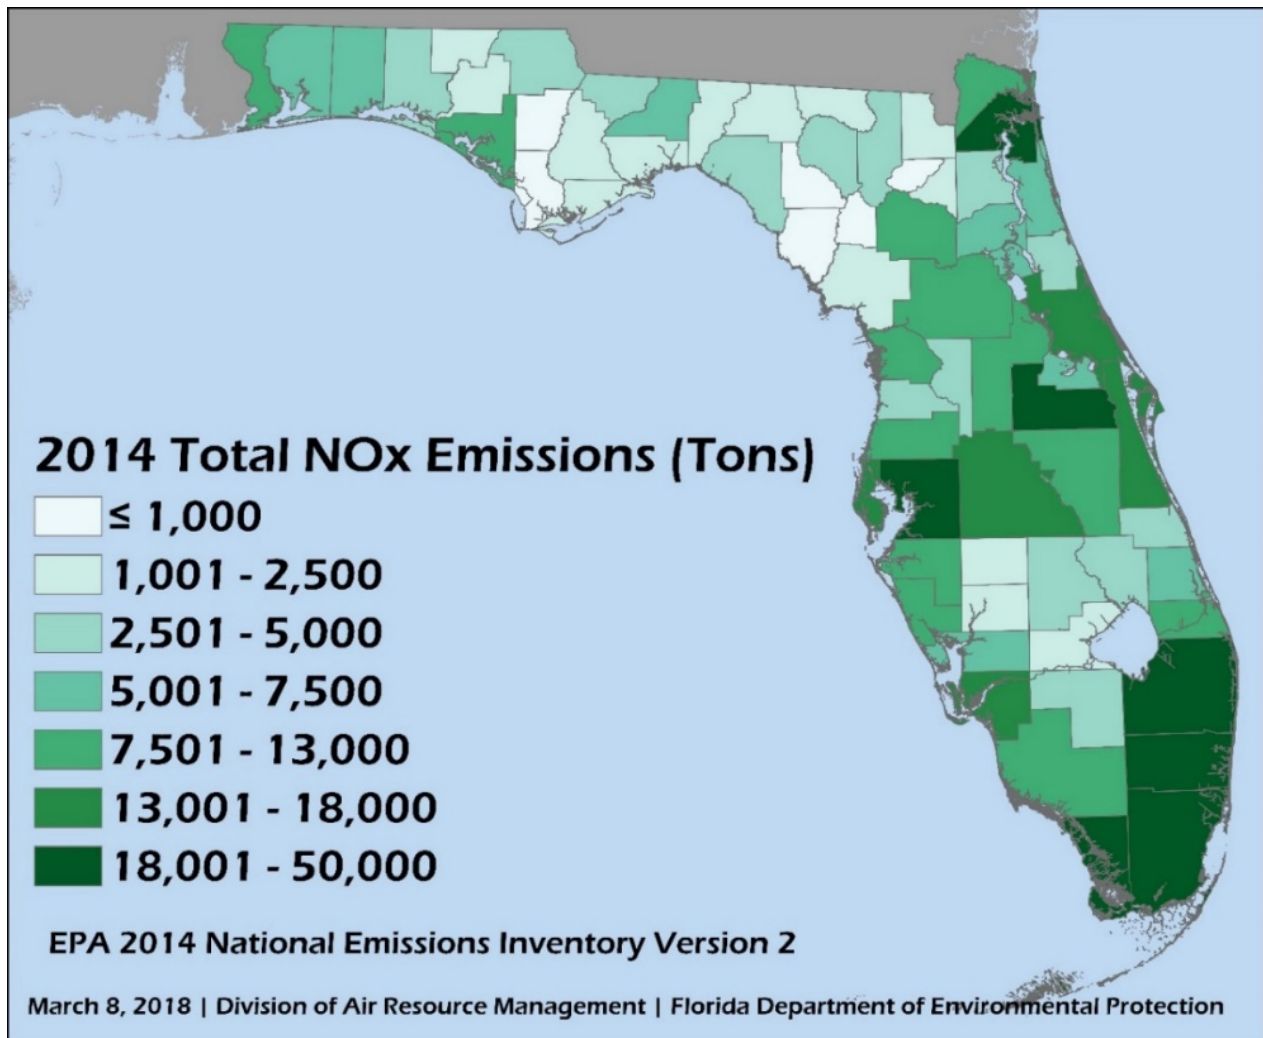 2014 Total NOx Emissions (Tons)
≤ 1,000
1,001 - 2,500
2,501 - 5,000
5,001 - 7,500
7,501 - 13,000
13,001 - 18,000
18,001 - 50,000
EPA 2014 National Emissions Inventory Version 2
March 8, 2018 | Division of Air Resource Management | Florida Department of Environmental Protection